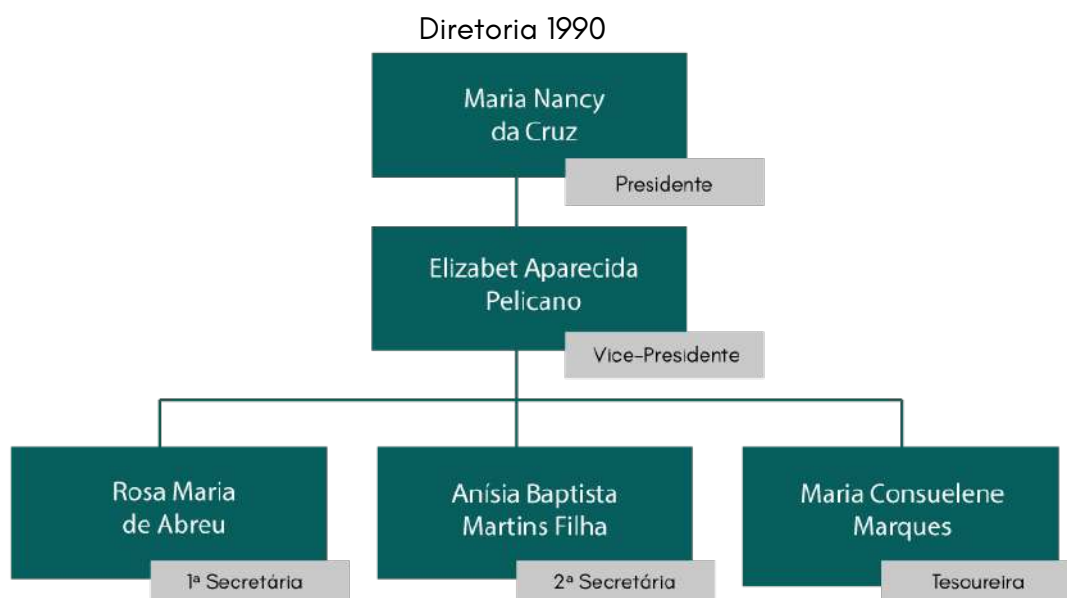 Diretoria 1990
Maria Nancy
da Cruz
Presidente
Elizabet Aparecida
Pelicano
Vice-Presidente
Rosa Maria
de Abreu
1ª Secretária
Anísia Baptista
Martins Filha
2ª Secretária
Maria Consuelene
Marques
Tesoureira